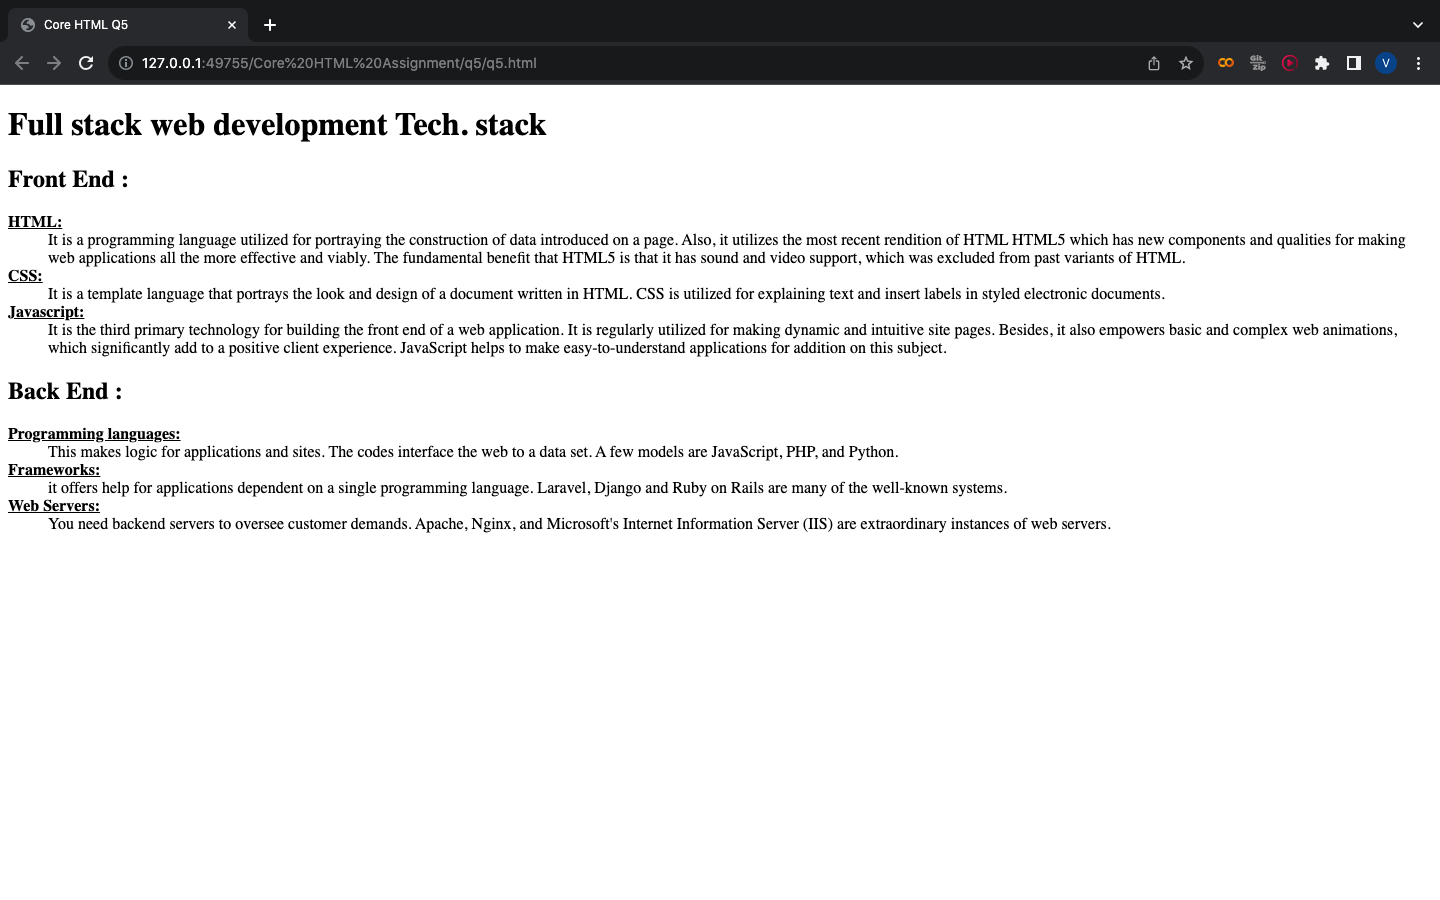 Core HTML Q5
127.0.0.1:49755/Core%20HTML%20Assignment/q5/q5.html
Git
Zip
V
Full stack web development Tech. stack
Front End :
HTML:
It is a programming language utilized for portraying the construction of data introduced on a page. Also, it utilizes the most recent rendition of HTML HTML5 which has new components and qualities for making
web applications all the more effective and viably. The fundamental benefit that HTML5 is that it has sound and video support, which was excluded from past variants of HTML.
CSS:
It is a template language that portrays the look and design of a document written in HTML. CSS is utilized for explaining text and insert labels in styled electronic documents.
Javascript:
It is the third primary technology for building the front end of a web application. It is regularly utilized for making dynamic and intuitive site pages. Besides, it also empowers basic and complex web animations,
which significantly add to a positive client experience. JavaScript helps to make easy-to-understand applications for addition on this subject.
Back End :
Programming languages:
This makes logic for applications and sites. The codes interface the web to a data set. A few models are JavaScript, PHP, and Python.
Frameworks:
it offers help for applications dependent on a single programming language. Laravel, Django and Ruby on Rails are many of the well-known systems.
Web Servers:
You need backend servers to oversee customer demands. Apache, Nginx, and Microsoft's Internet Information Server (IIS) are extraordinary instances of web servers.